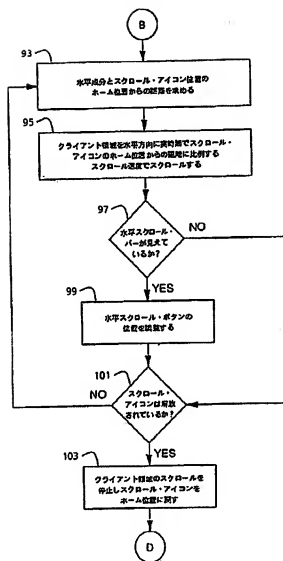 B
93
水平成分とスクロール・アイコン位置の
ホーム位置からの距離を求める
95
クライアント領域を水平方向に実時間でスクロール・
アイコンのホーム位置からの距離に比例する
スクロール速度でスクロールする
97
水平スクロール・
バーが見えて
いるか?
NO
YES
99
水平スクロール・ボタンの
位置を調整する
101
スクロール・
アイコンは解放
されているか?
NO
YES
103
クライアント領域のスクロールを
停止しスクロール・アイコンを
ホーム位置に戻す
D